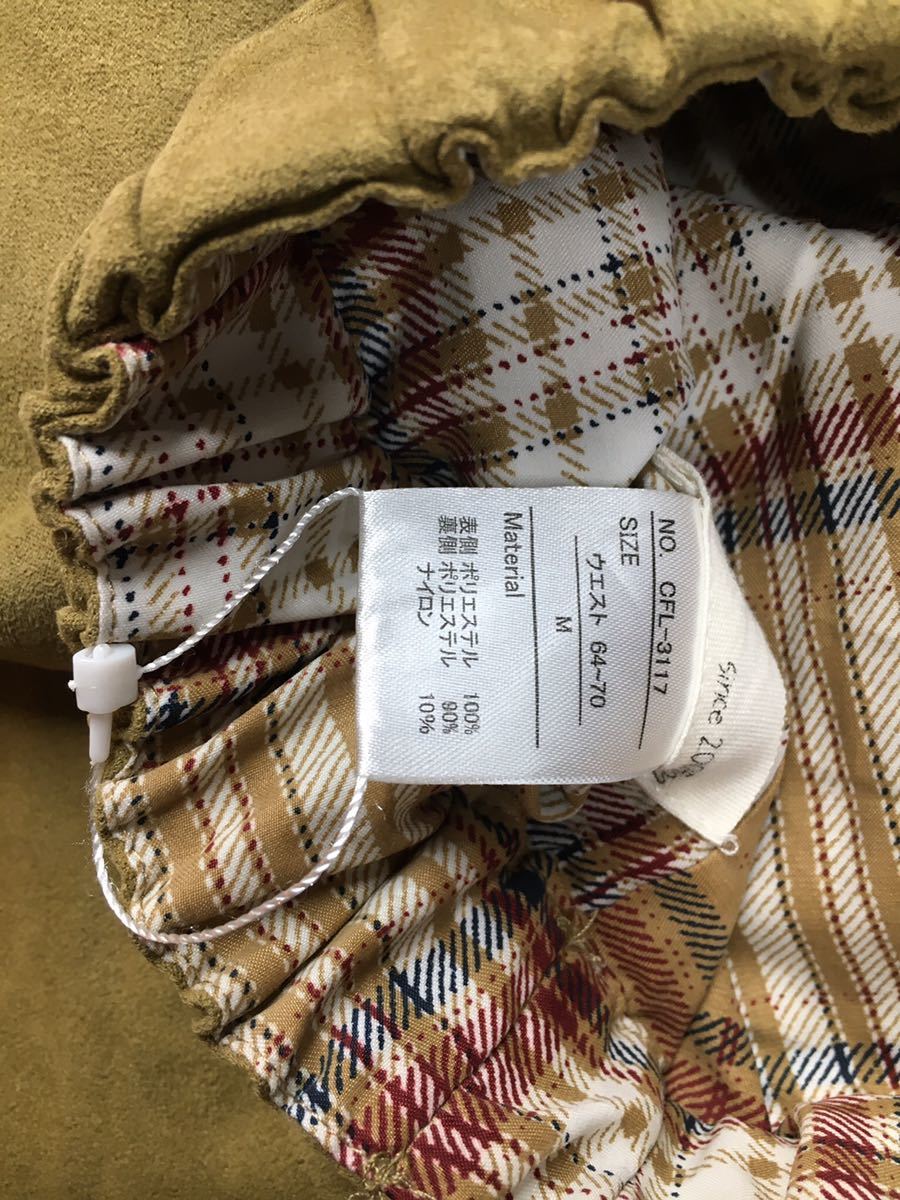 NO. CFL-3117
SIZE
ウエスト 64~70
M
Material
表側 ポリエステル 100%
裏側 ポリエステル 90%
ナイロン 10%
Since